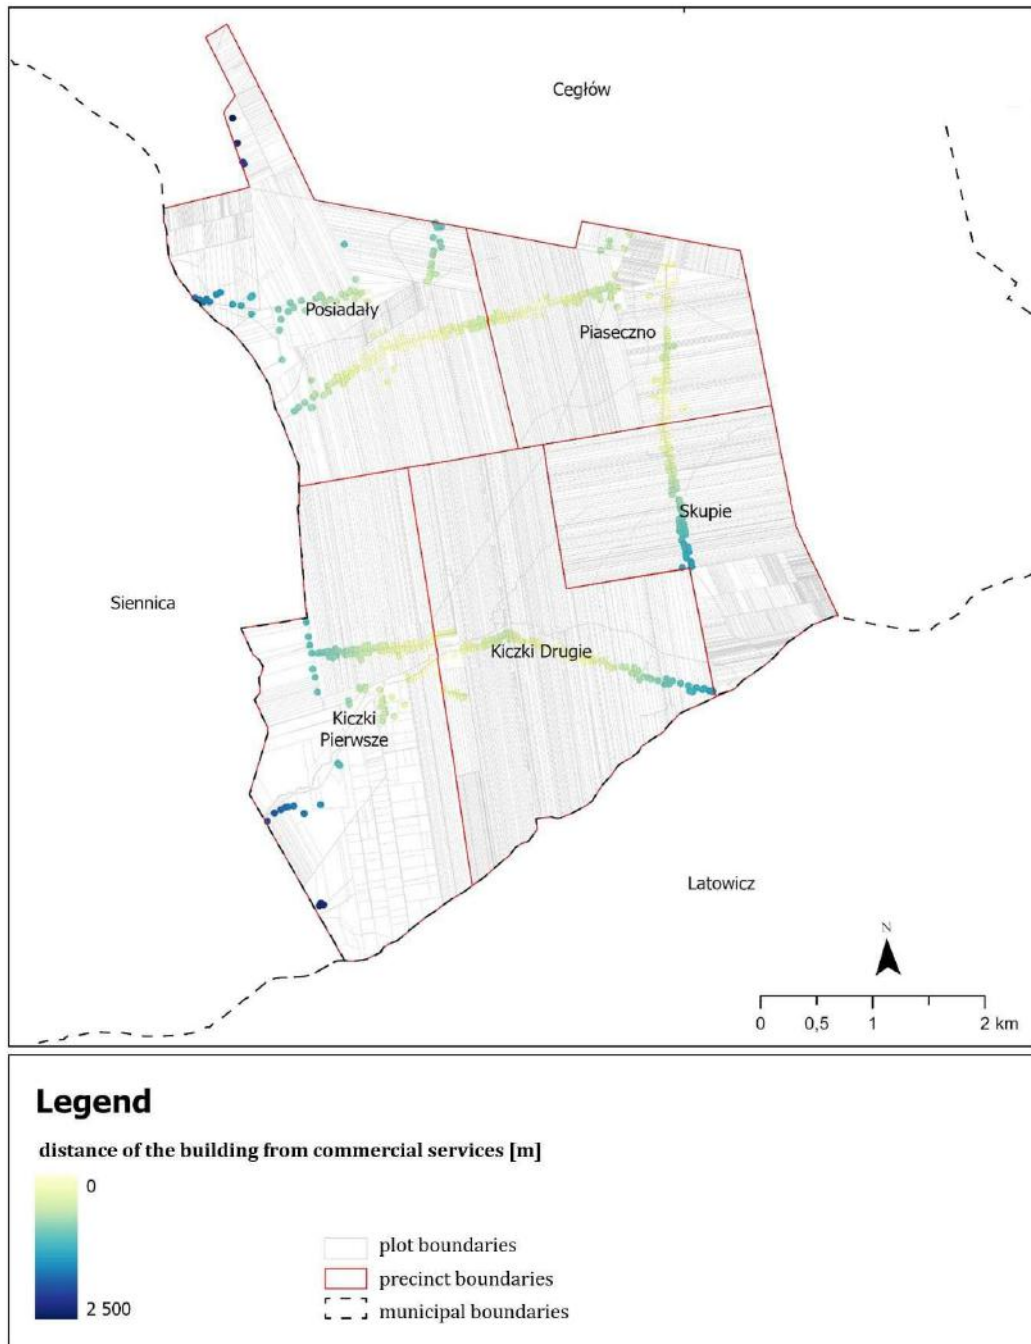 Cegłów
Posiadały
Piaseczno
Skupie
Siennica
Kiczki Drugie
Kiczki
Pierwsze
Latowicz
N
0 0,5 1 2 km
Legend
distance of the building from commercial services [m]
0
2 500
plot boundaries
precinct boundaries
municipal boundaries